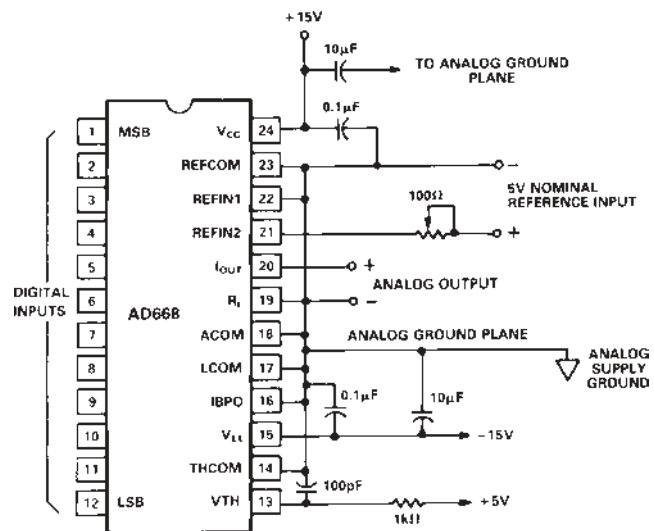 +15V
10µF
TO ANALOG GROUND
PLANE
0.1µF
1 MSB
VCC 24
2
REFCOM 23
−
3
REFIN1 22
5V NOMINAL
REFERENCE INPUT
100Ω
4
REFIN2 21
+
5
IOUT 20
+
ANALOG OUTPUT
DIGITAL
INPUTS
6
AD668
RL 19
−
7
ACOM 18
ANALOG GROUND PLANE
8
LCOM 17
ANALOG
SUPPLY
GROUND
9
IBPO 16
0.1µF
10µF
10
VEE 15
−15V
11
THCOM 14
100pF
12 LSB
VTH 13
1kΩ
+5V